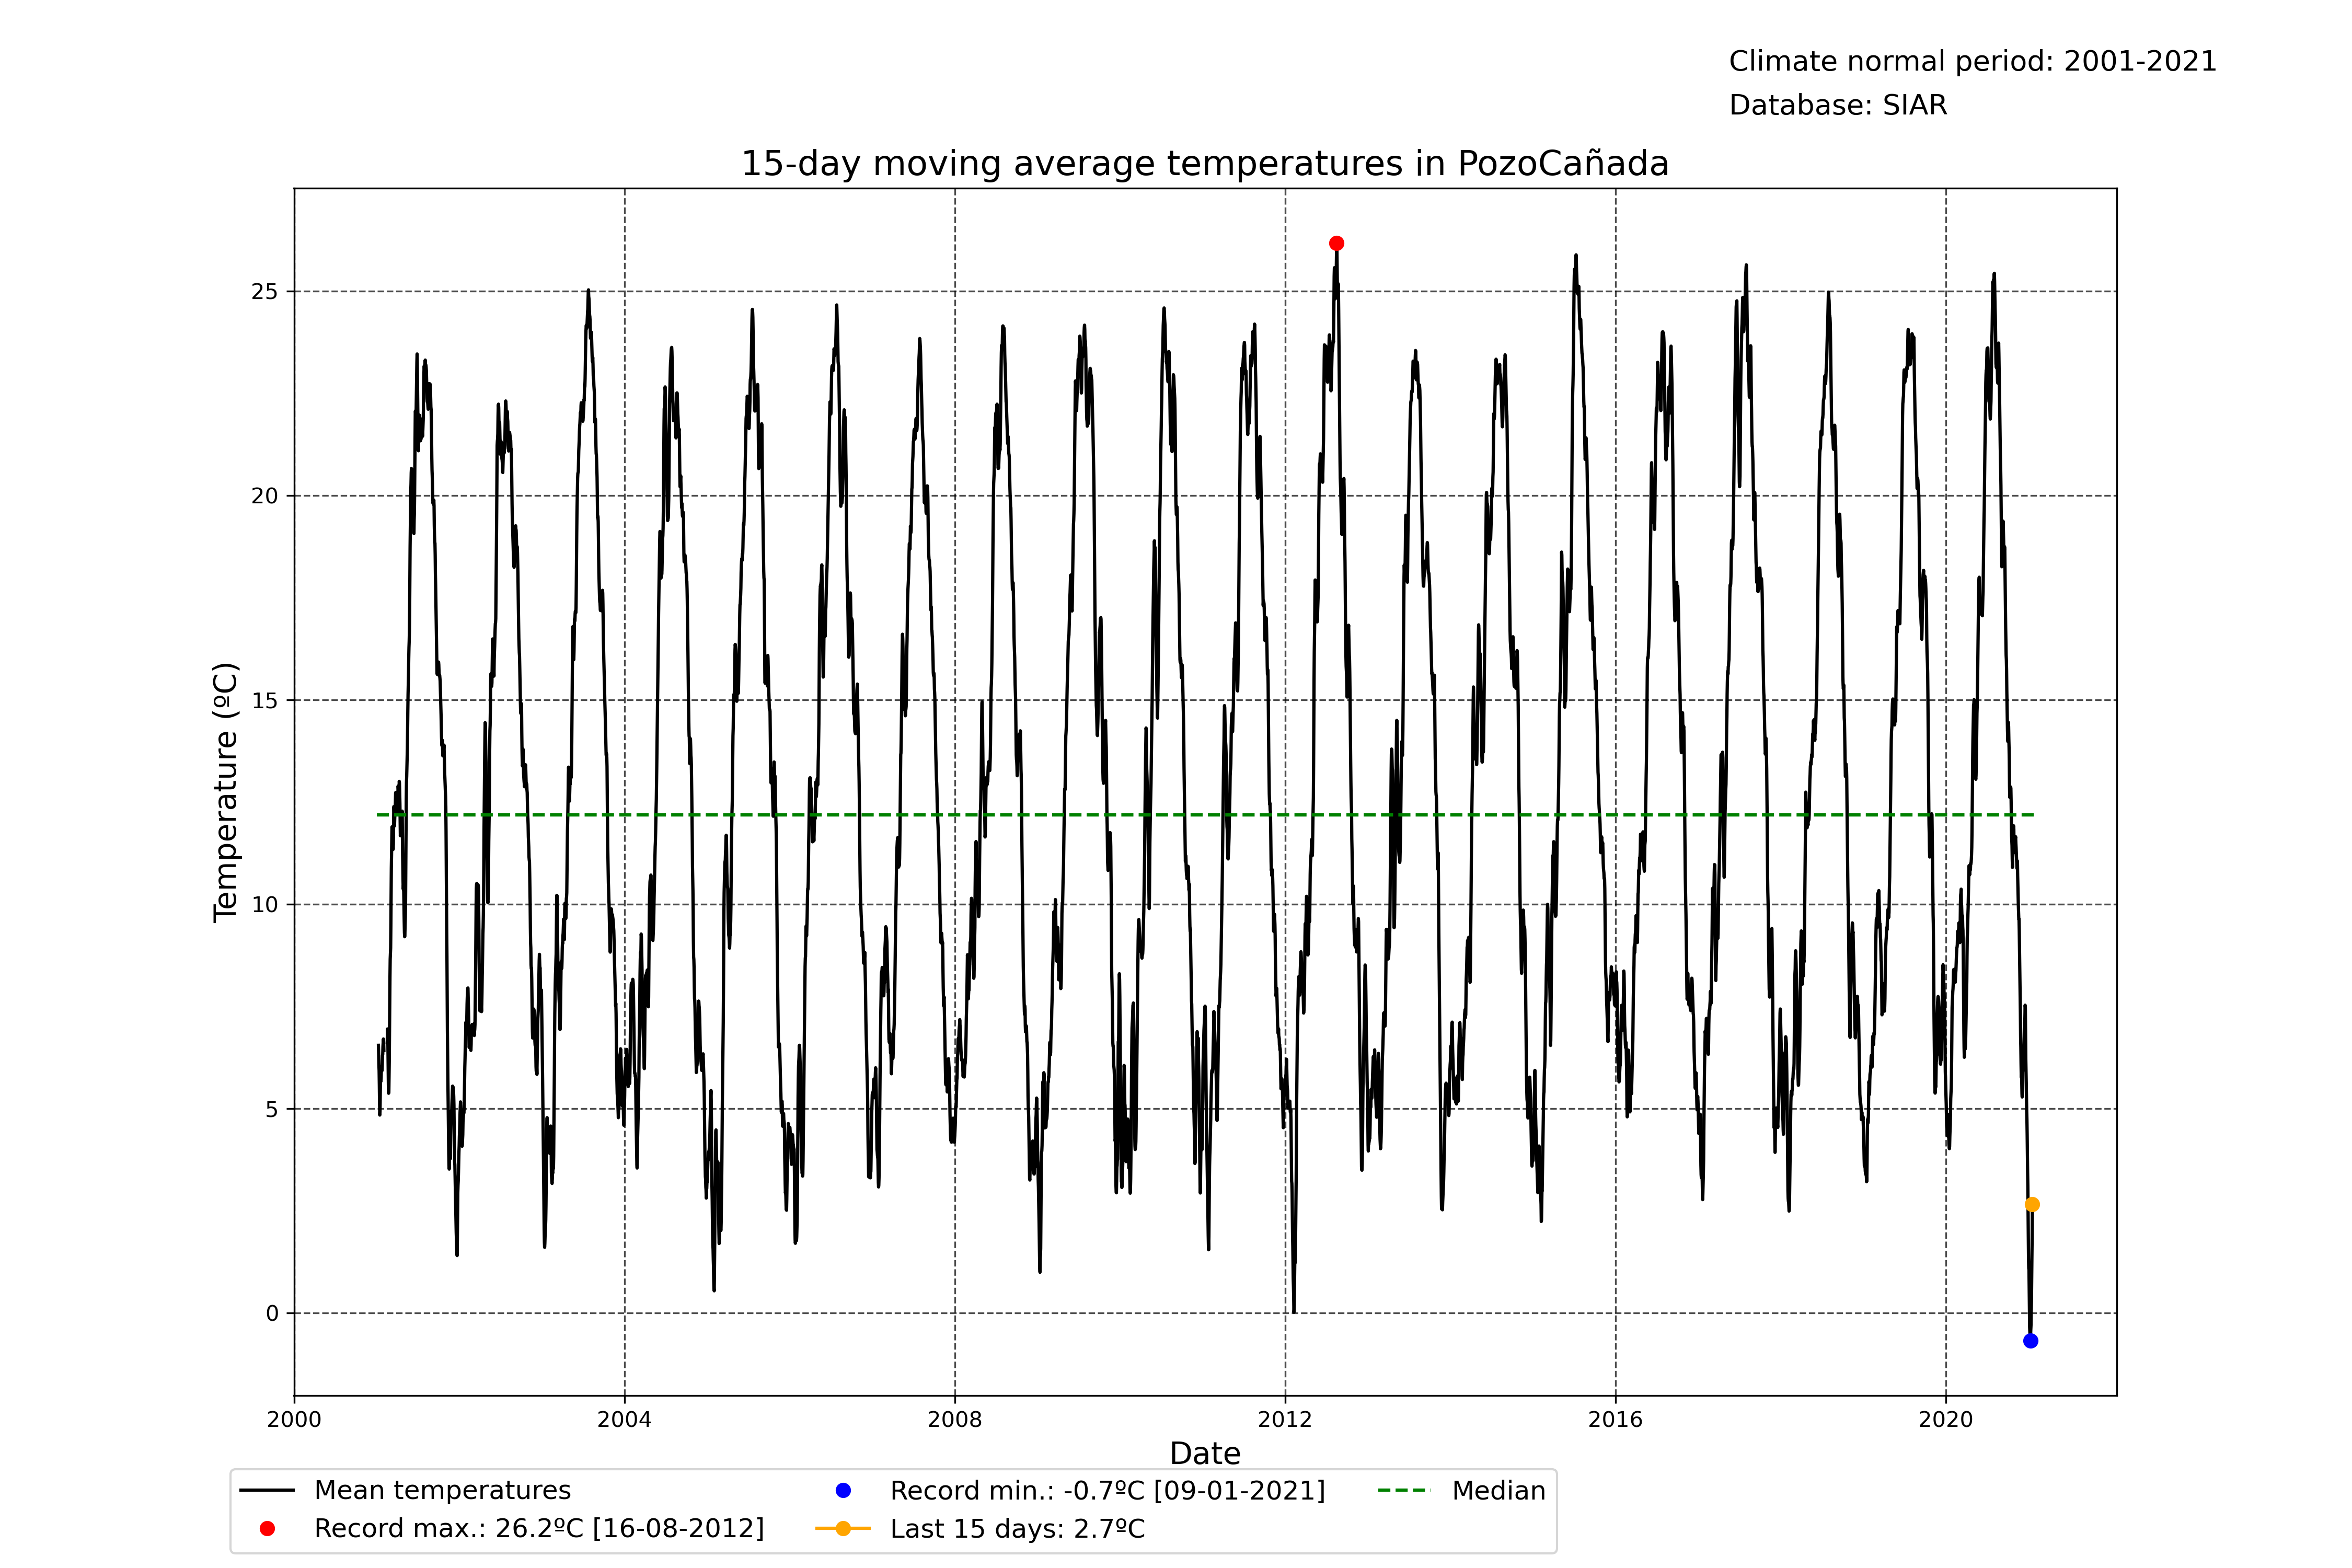 Climate normal period: 2001-2021
Database: SIAR
15-day moving average temperatures in PozoCañada
Temperature (ºC)
25
20
15
10
5
0
2000
2004
2008
2012
2016
2020
Date
Mean temperatures
Record max.: 26.2ºC [16-08-2012]
Record min.: -0.7ºC [09-01-2021]
Last 15 days: 2.7ºC
Median